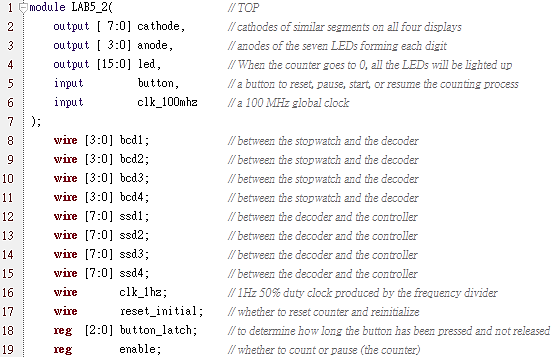 1 module LAB5_2( // TOP
2 output [ 7:0] cathode, // cathodes of similar segments on all four displays
3 output [ 3:0] anode, // anodes of the seven LEDs forming each digit
4 output [15:0] led, // When the counter goes to 0, all the LEDs will be lighted up
5 input button, // a button to reset, pause, start, or resume the counting process
6 input clk_100mhz // a 100 MHz global clock
7 );
8 wire [3:0] bcd1; // between the stopwatch and the decoder
9 wire [3:0] bcd2; // between the stopwatch and the decoder
10 wire [3:0] bcd3; // between the stopwatch and the decoder
11 wire [3:0] bcd4; // between the stopwatch and the decoder
12 wire [7:0] ssd1; // between the decoder and the controller
13 wire [7:0] ssd2; // between the decoder and the controller
14 wire [7:0] ssd3; // between the decoder and the controller
15 wire [7:0] ssd4; // between the decoder and the controller
16 wire clk_1hz; // 1Hz 50% duty clock produced by the frequency divider
17 wire reset_initial; // whether to reset counter and reinitialize
18 reg [2:0] button_latch; // to determine how long the button has been pressed and not released
19 reg enable; // whether to count or pause (the counter)